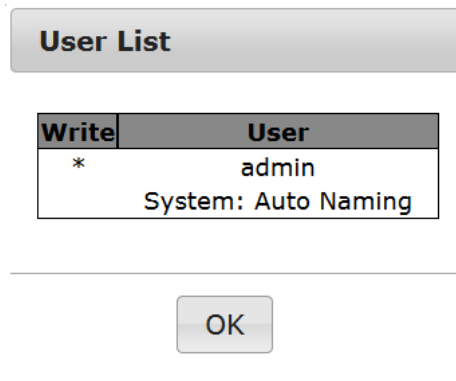 User List
Write User
* admin
System: Auto Naming
OK